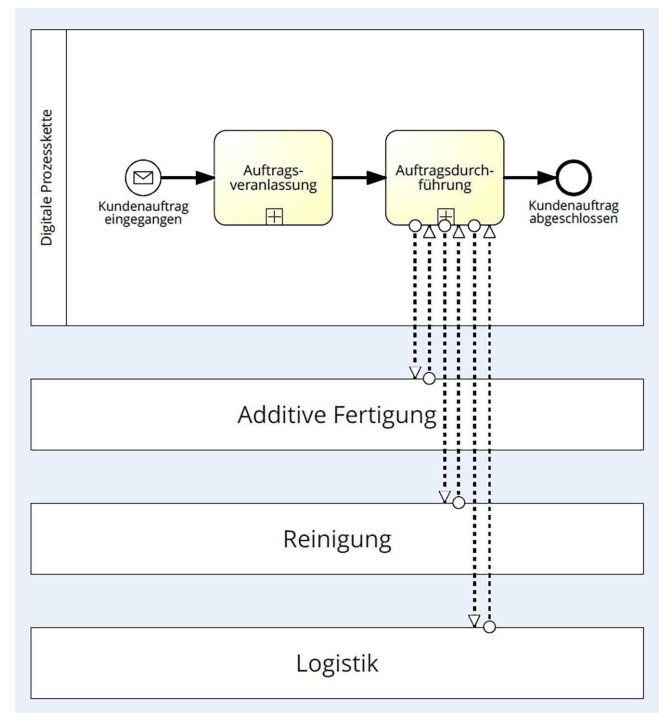 Digitale Prozesskette
Auftrags-
veranlassung
Auftragsdurch-
führung
Kundenauftrag
eingegangen
Kundenauftrag
abgeschlossen
Additive Fertigung
Reinigung
Logistik